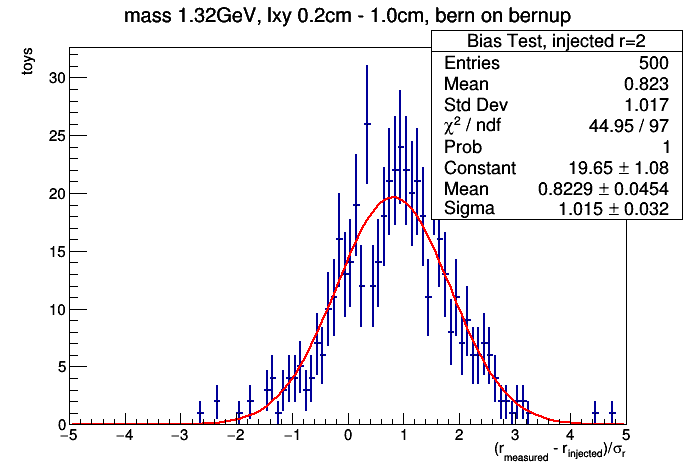 mass 1.32GeV, lxy 0.2cm - 1.0cm, bern on bernup
toys
Bias Test, injected r=2
Entries 500
Mean 0.823
Std Dev 1.017
χ² / ndf 44.95 / 97
Prob 1
Constant 19.65 ± 1.08
Mean 0.8229 ± 0.0454
Sigma 1.015 ± 0.032
30
25
20
15
10
5
0
−5 −4 −3 −2 −1 0 1 2 3 4 5
(r_measured - r_injected)/σ_r